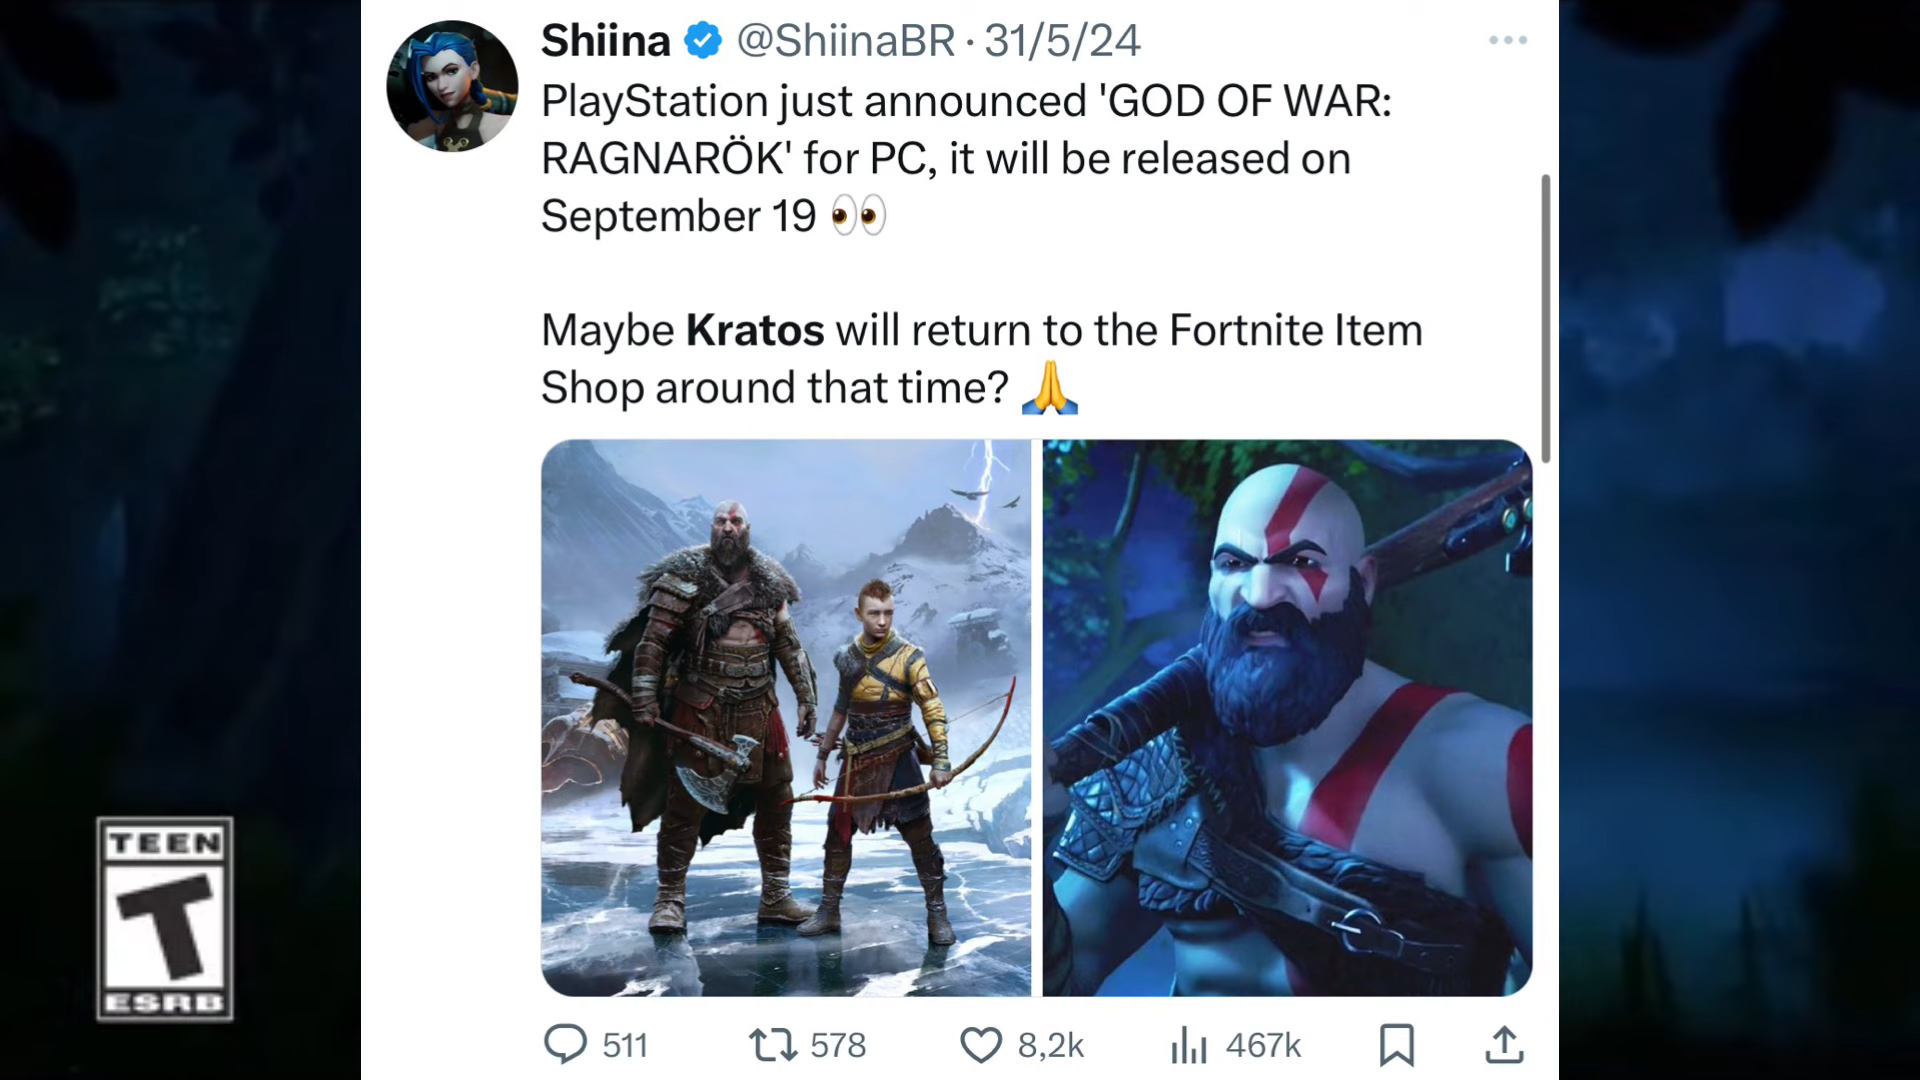 Shiina @ShiinaBR · 31/5/24
PlayStation just announced 'GOD OF WAR:
RAGNARÖK' for PC, it will be released on
September 19 👀
Maybe Kratos will return to the Fortnite Item
Shop around that time? 🙏
511 578 8,2k 467k
TEEN
T
ESRB